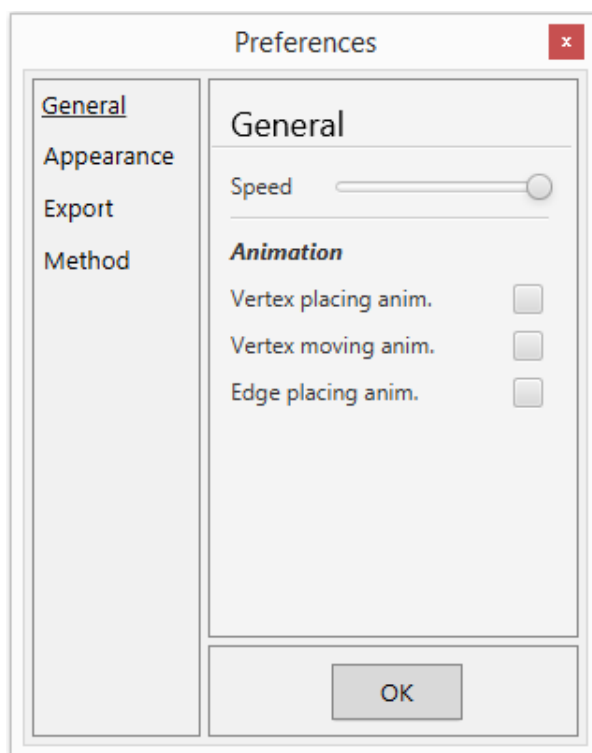 Preferences
x
General
Appearance
Export
Method
General
Speed
Animation
Vertex placing anim.
Vertex moving anim.
Edge placing anim.
OK